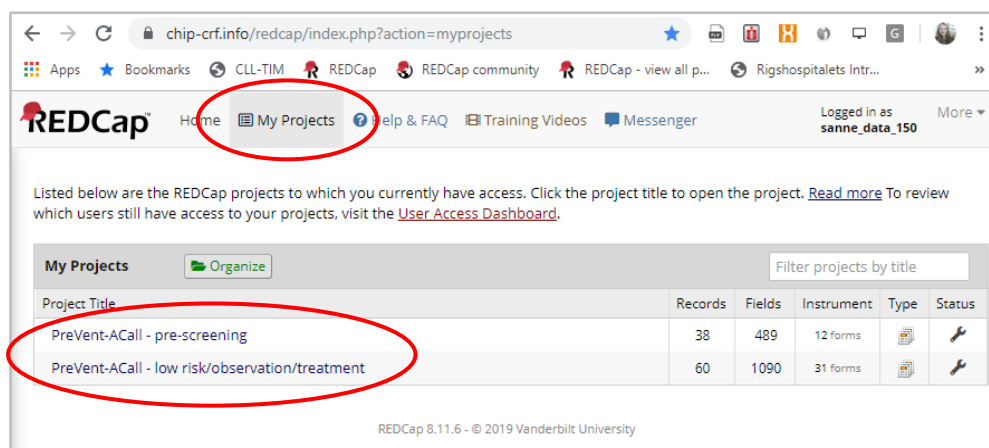 chip-crf.info/redcap/index.php?action=myprojects
Apps Bookmarks CLL-TIM REDCap REDCap community REDCap - view all p... Rigshospitalets Intr... »
REDCap Home My Projects Help & FAQ Training Videos Messenger Logged in as More
sanne_data_150
Listed below are the REDCap projects to which you currently have access. Click the project title to open the project. Read more To review
which users still have access to your projects, visit the User Access Dashboard.
My Projects Organize Filter projects by title
Project Title Records Fields Instrument Type Status
PreVent-ACall - pre-screening 38 489 12 forms
PreVent-ACall - low risk/observation/treatment 60 1090 31 forms
REDCap 8.11.6 - © 2019 Vanderbilt University